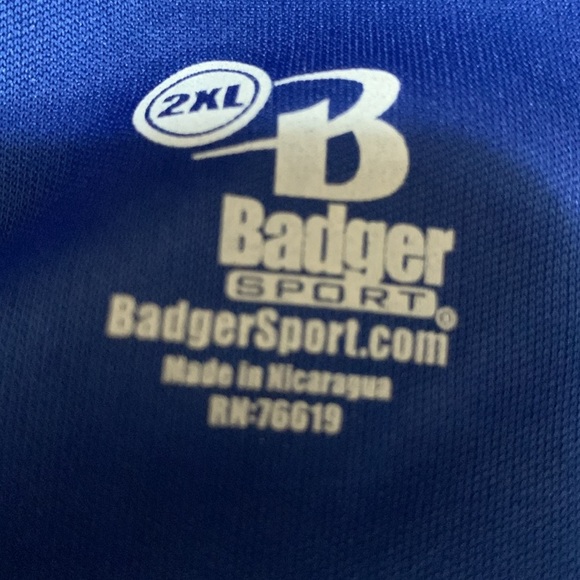 2XL
B
Badger
SPORT®
BadgerSport.com
Made in Nicaragua
RN:76619